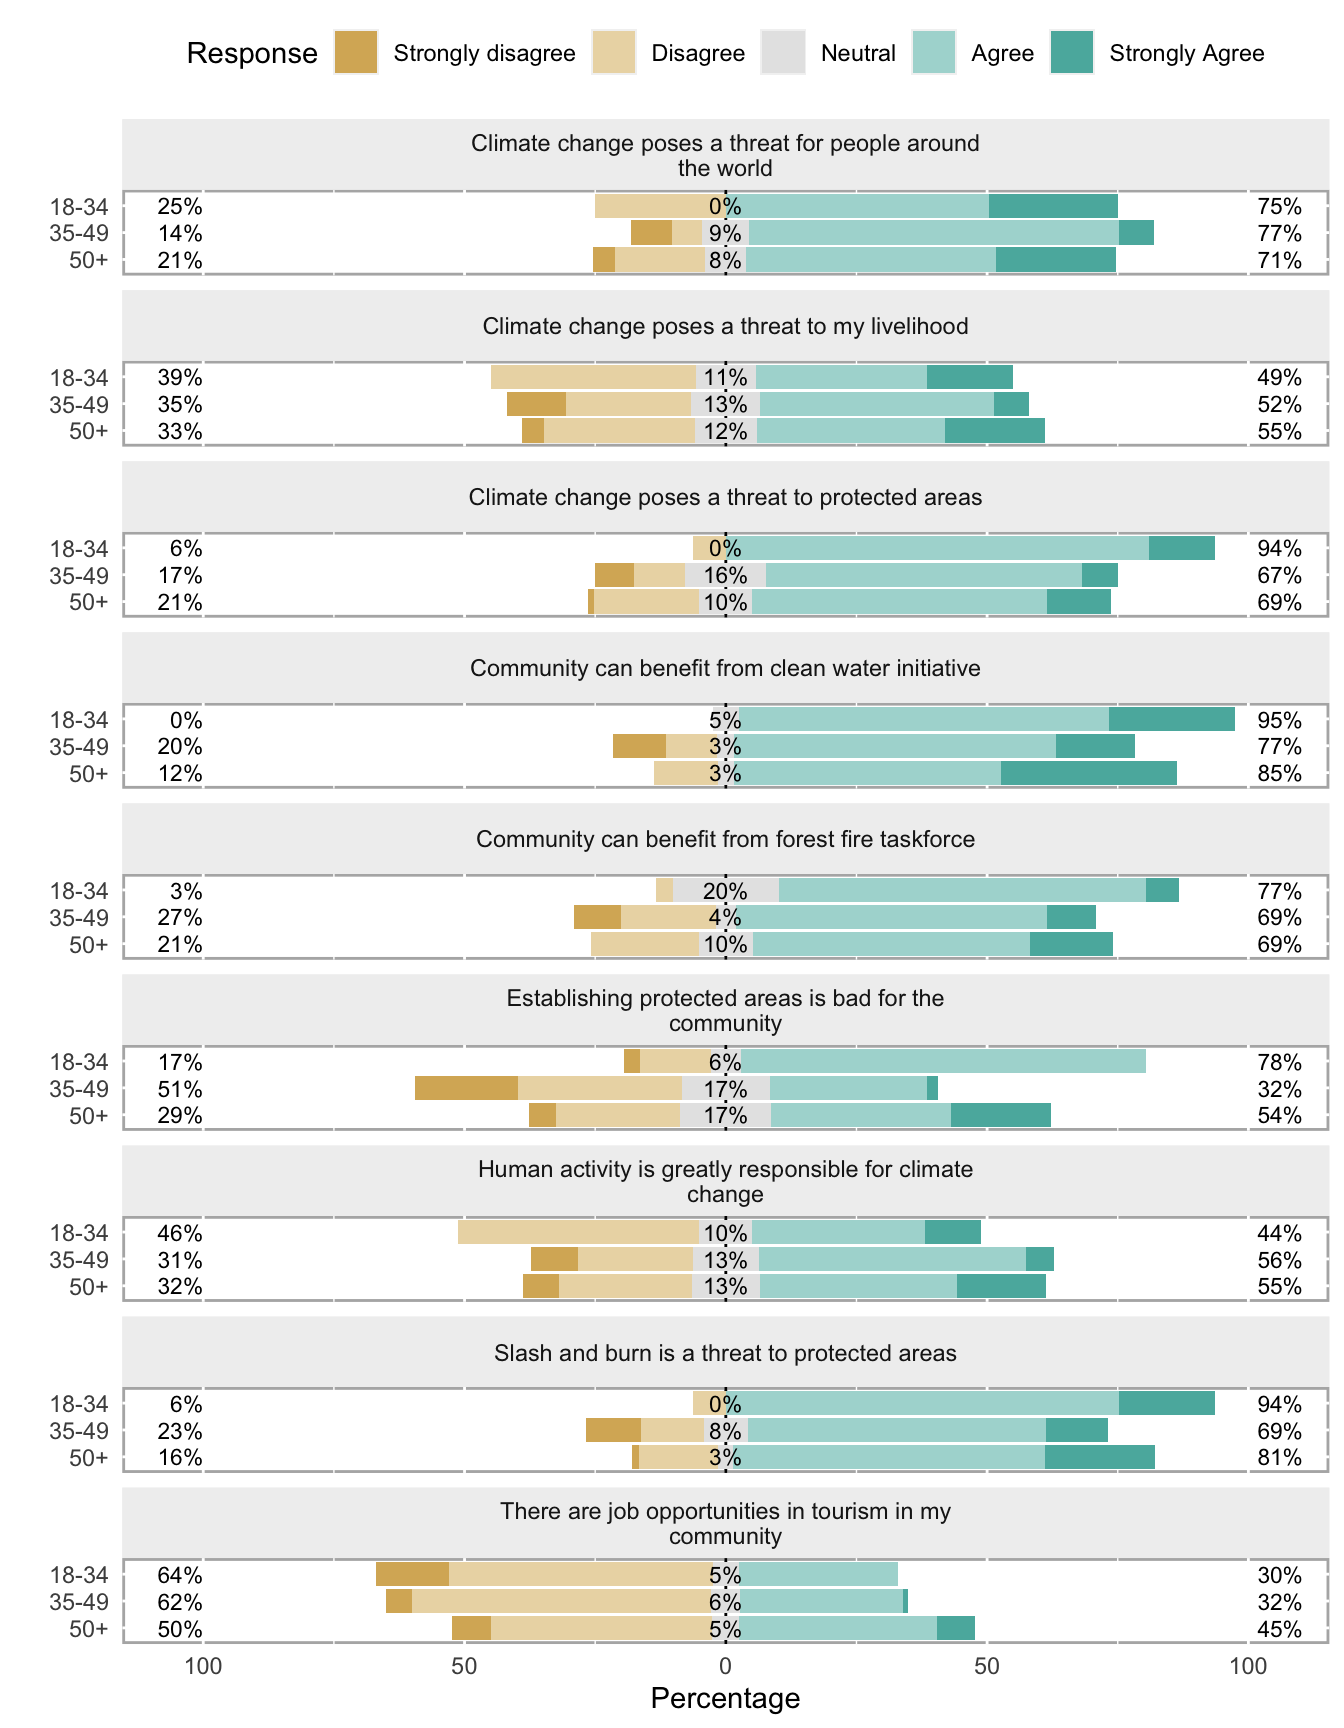 Response Strongly disagree Disagree Neutral Agree Strongly Agree
Climate change poses a threat for people around
the world
18-34 25% 0% 75%
35-49 14% 9% 77%
50+ 21% 8% 71%
Climate change poses a threat to my livelihood
18-34 39% 11% 49%
35-49 35% 13% 52%
50+ 33% 12% 55%
Climate change poses a threat to protected areas
18-34 6% 0% 94%
35-49 17% 16% 67%
50+ 21% 10% 69%
Community can benefit from clean water initiative
18-34 0% 5% 95%
35-49 20% 3% 77%
50+ 12% 3% 85%
Community can benefit from forest fire taskforce
18-34 3% 20% 77%
35-49 27% 4% 69%
50+ 21% 10% 69%
Establishing protected areas is bad for the
community
18-34 17% 6% 78%
35-49 51% 17% 32%
50+ 29% 17% 54%
Human activity is greatly responsible for climate
change
18-34 46% 10% 44%
35-49 31% 13% 56%
50+ 32% 13% 55%
Slash and burn is a threat to protected areas
18-34 6% 0% 94%
35-49 23% 8% 69%
50+ 16% 3% 81%
There are job opportunities in tourism in my
community
18-34 64% 5% 30%
35-49 62% 6% 32%
50+ 50% 5% 45%
100 50 0 50 100
Percentage